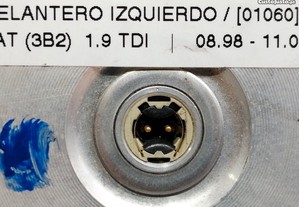 ELANTERO IZQUIERDO / [01060]
AT (3B2) 1.9 TDI | 08.98 - 11.0